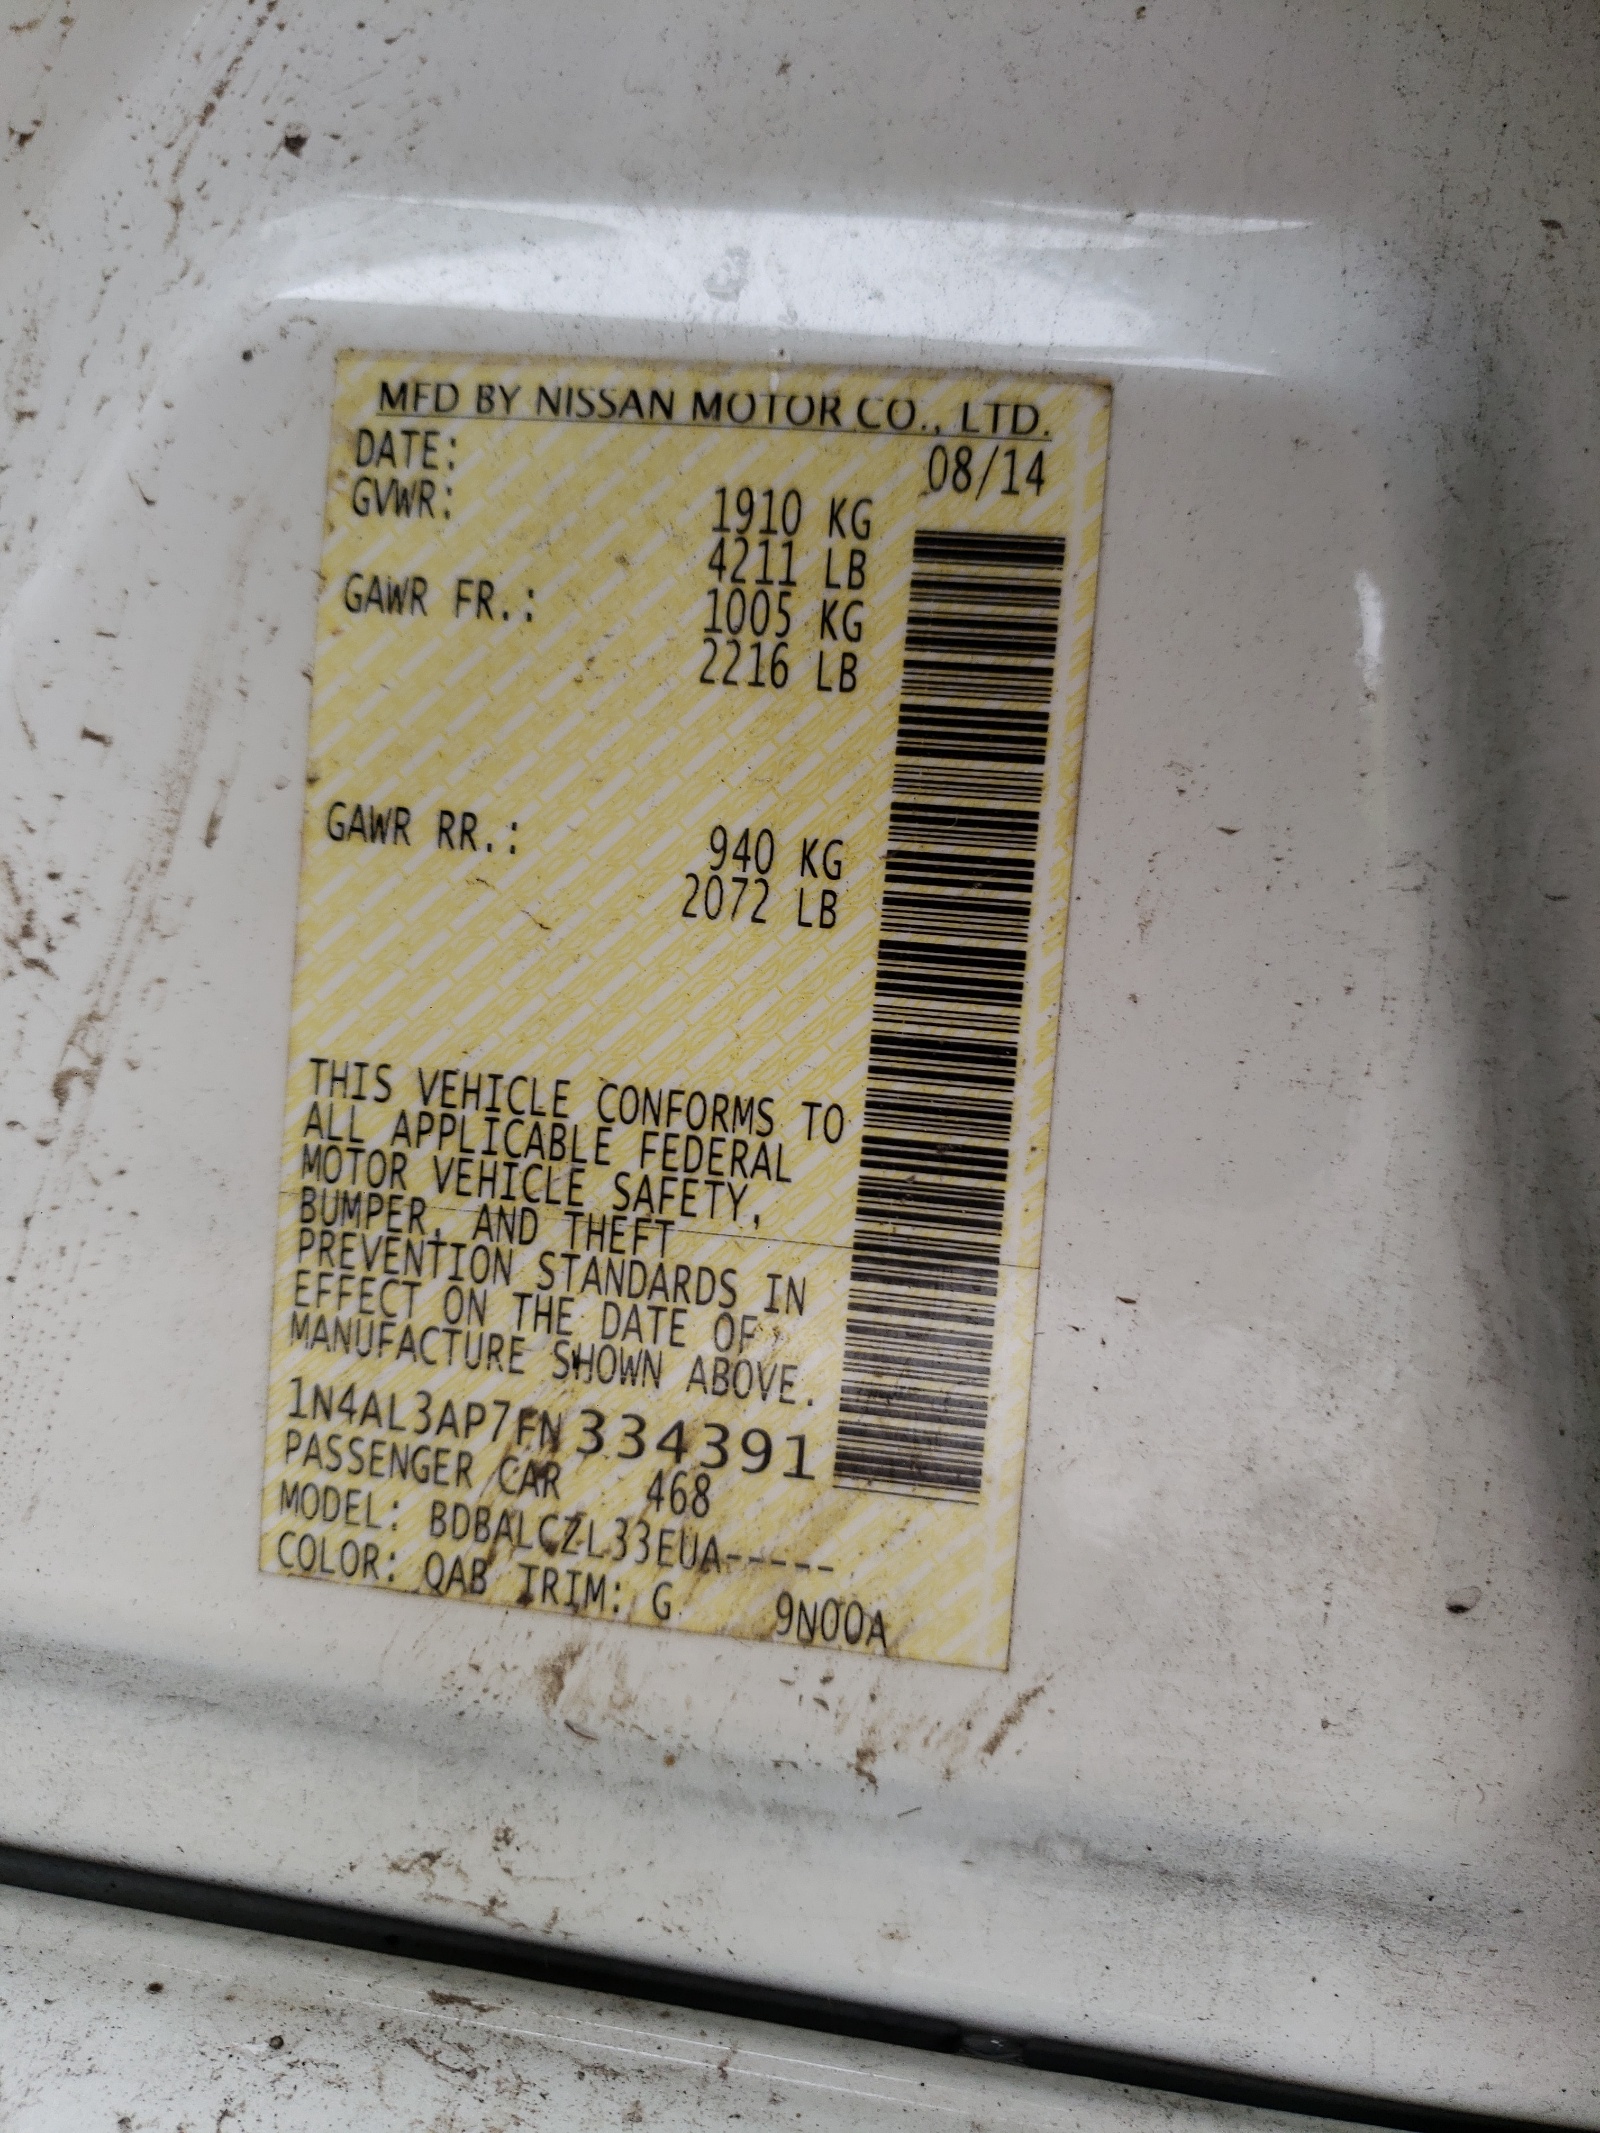 MFD BY NISSAN MOTOR CO., LTD.
DATE: 08/14
GVWR: 1910 KG
4211 LB
GAWR FR.: 1005 KG
2216 LB
GAWR RR.: 940 KG
2072 LB
THIS VEHICLE CONFORMS TO
ALL APPLICABLE FEDERAL
MOTOR VEHICLE SAFETY,
BUMPER, AND THEFT
PREVENTION STANDARDS IN
EFFECT ON THE DATE OF
MANUFACTURE SHOWN ABOVE.
1N4AL3AP7FN334391
PASSENGER CAR 468
MODEL: BDBALCZL33EUA-----
COLOR: QAB TRIM: G 9N00A